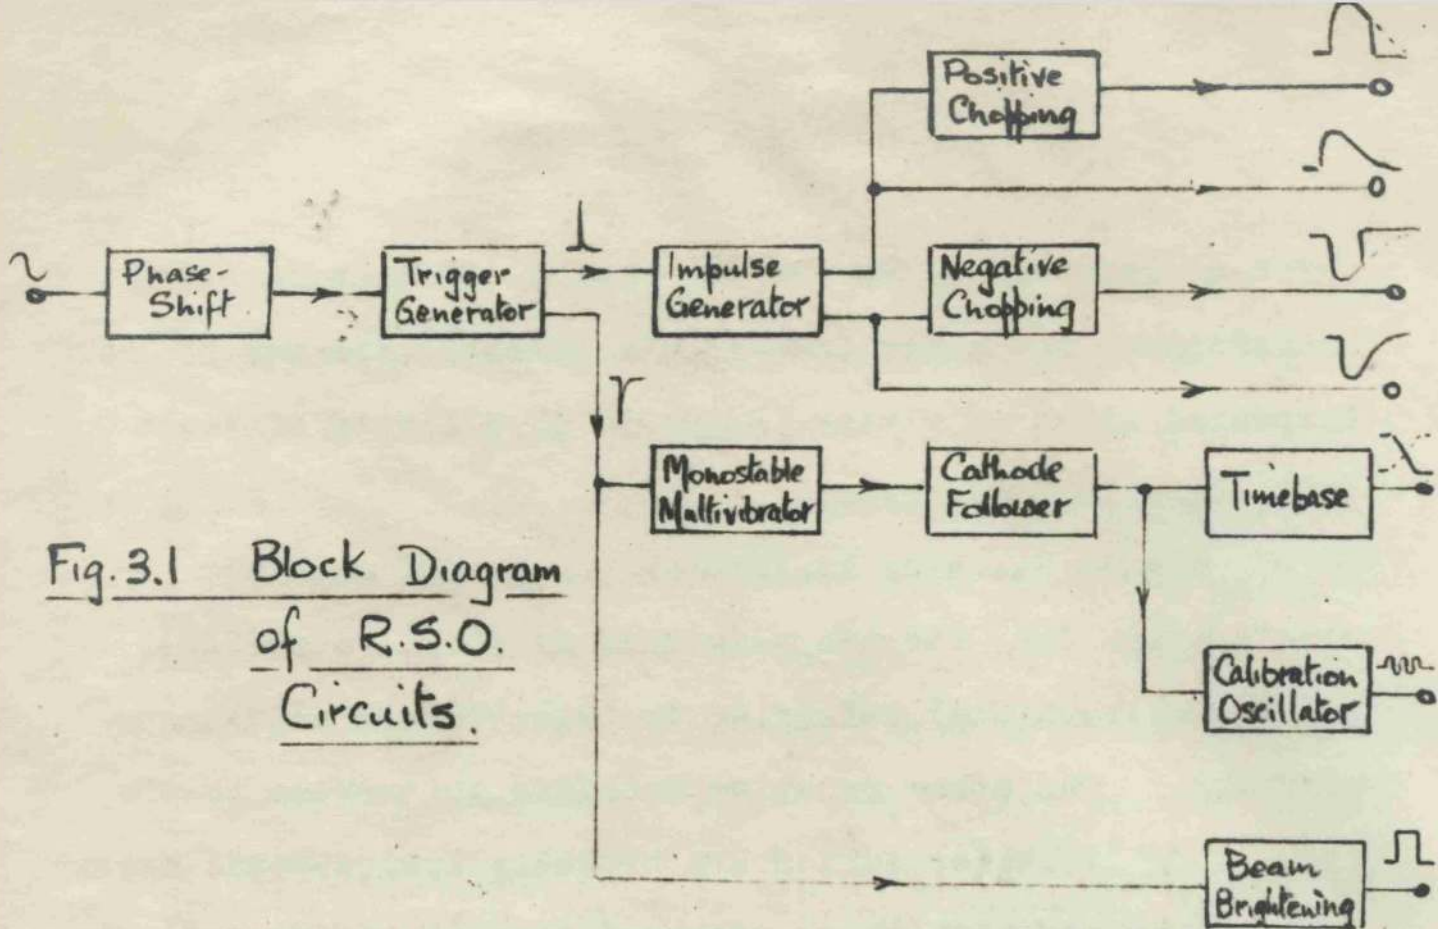 Positive
Chopping
Phase-
Shift
Trigger
Generator
Impulse
Generator
Negative
Chopping
Monostable
Multivibrator
Cathode
Follower
Timebase
Fig. 3.1 Block Diagram
of R.S.O.
Circuits.
Calibration
Oscillator
Beam
Brightening